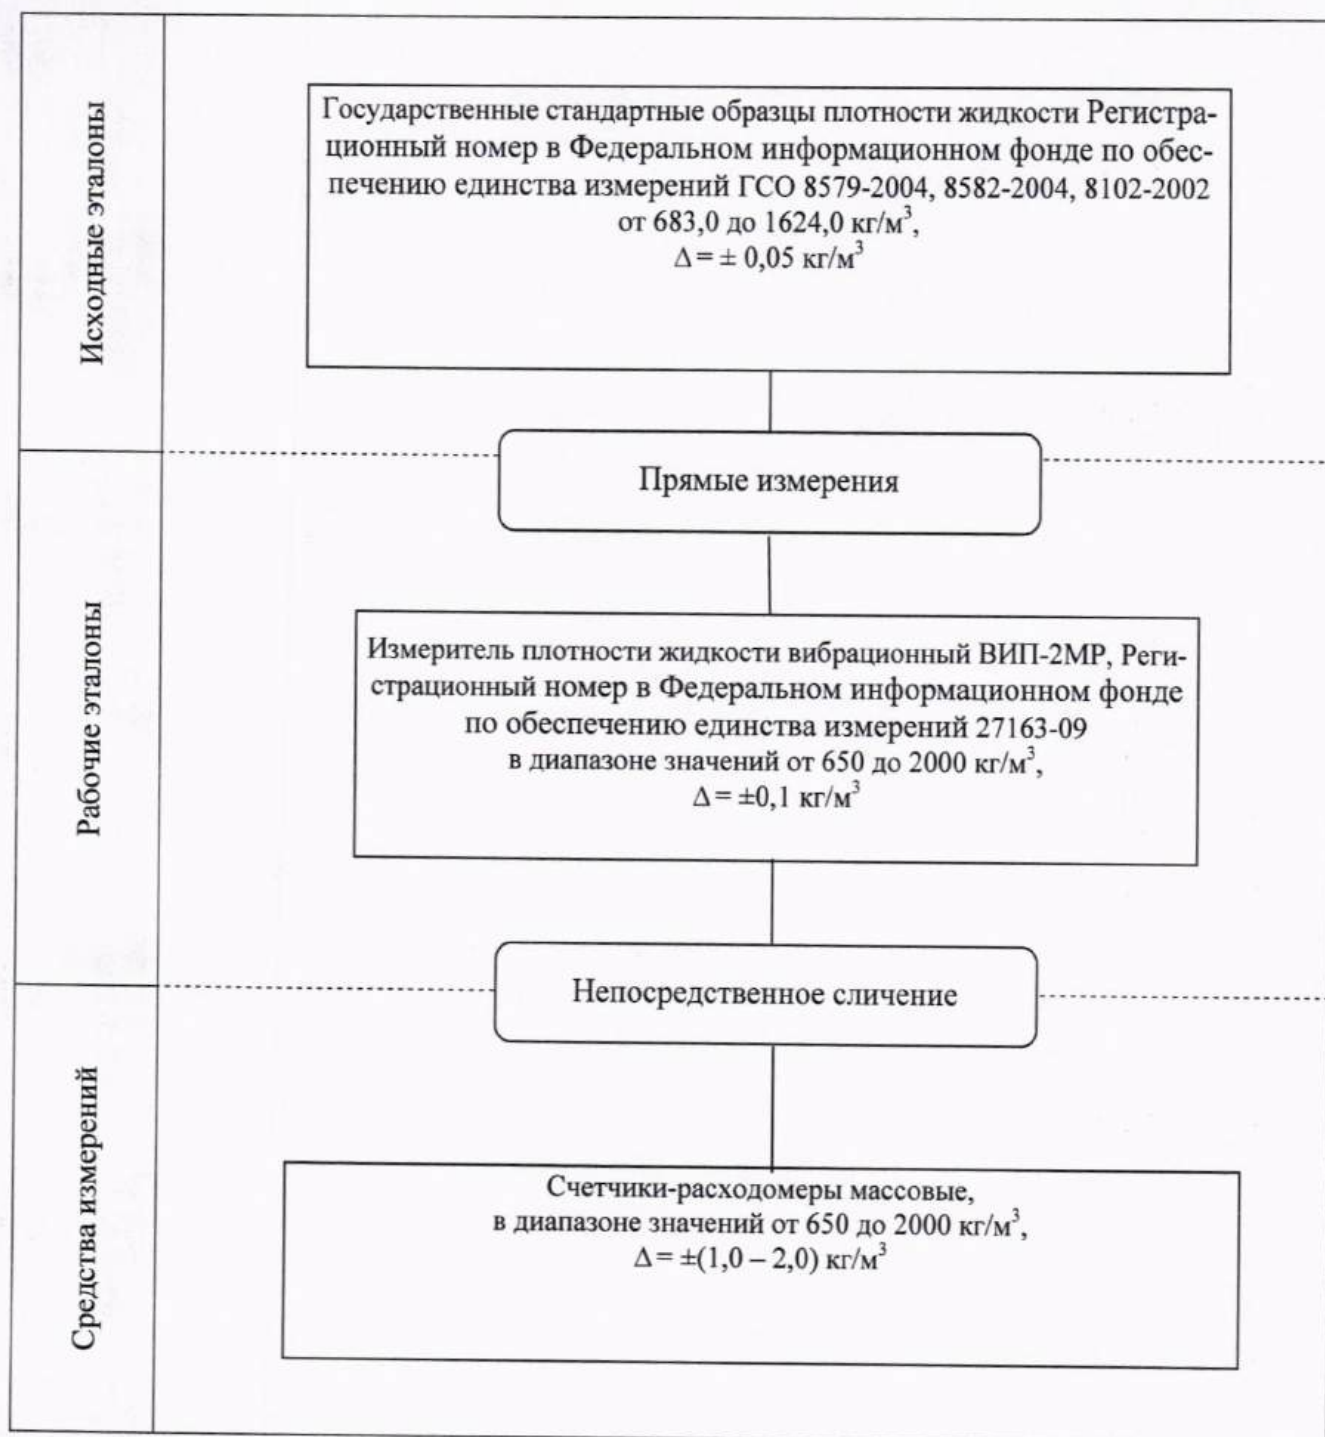 Исходные эталоны
Государственные стандартные образцы плотности жидкости Регистра-
ционный номер в Федеральном информационном фонде по обес-
печению единства измерений ГСО 8579-2004, 8582-2004, 8102-2002
от 683,0 до 1624,0 кг/м³,
Δ = ± 0,05 кг/м³
Прямые измерения
Рабочие эталоны
Измеритель плотности жидкости вибрационный ВИП-2МР, Реги-
страционный номер в Федеральном информационном фонде
по обеспечению единства измерений 27163-09
в диапазоне значений от 650 до 2000 кг/м³,
Δ = ±0,1 кг/м³
Непосредственное сличение
Средства измерений
Счетчики-расходомеры массовые,
в диапазоне значений от 650 до 2000 кг/м³,
Δ = ±(1,0 – 2,0) кг/м³